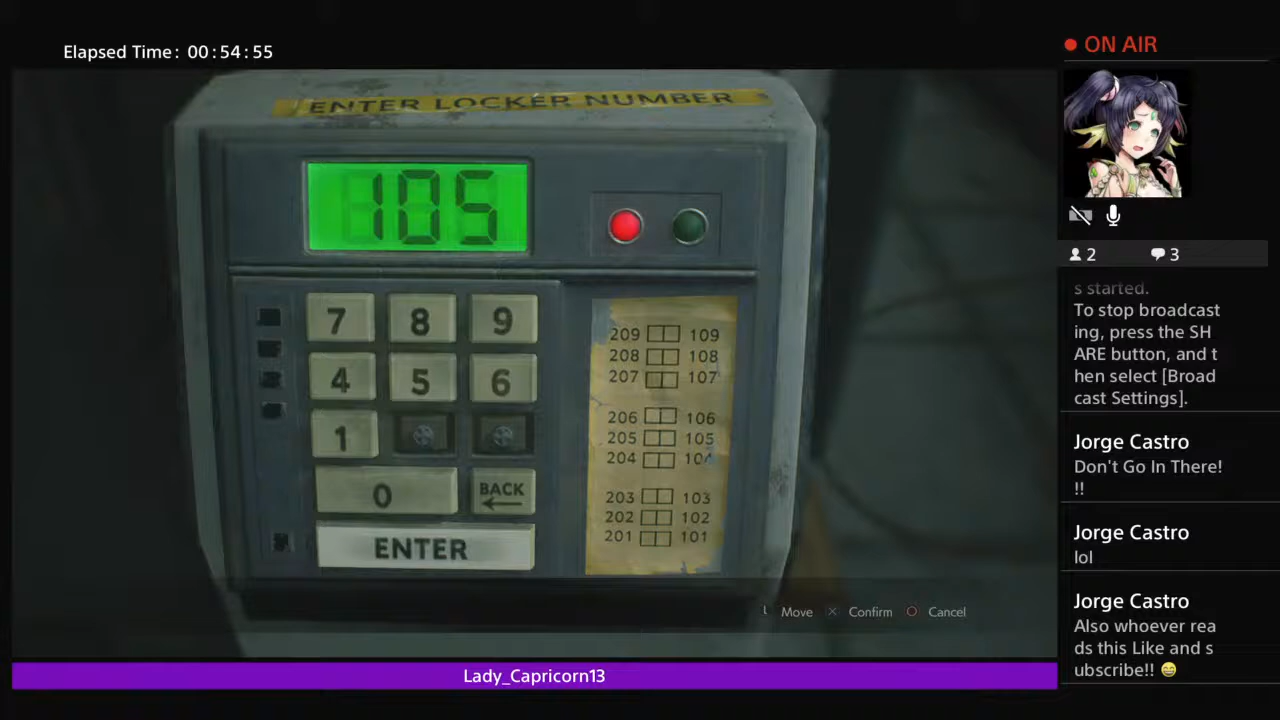 Elapsed Time: 00:54:55
ON AIR
ENTER LOCKER NUMBER
105
7 8 9
4 5 6
1
0 BACK
ENTER
209 109
208 108
207 107
206 106
205 105
204 104
203 103
202 102
201 101
Move Confirm Cancel
Lady_Capricorn13
2 3
s started.
To stop broadcast
ing, press the SH
ARE button, and t
hen select [Broad
cast Settings].
Jorge Castro
Don't Go In There!
!!
Jorge Castro
lol
Jorge Castro
Also whoever rea
ds this Like and s
ubscribe!! 😁